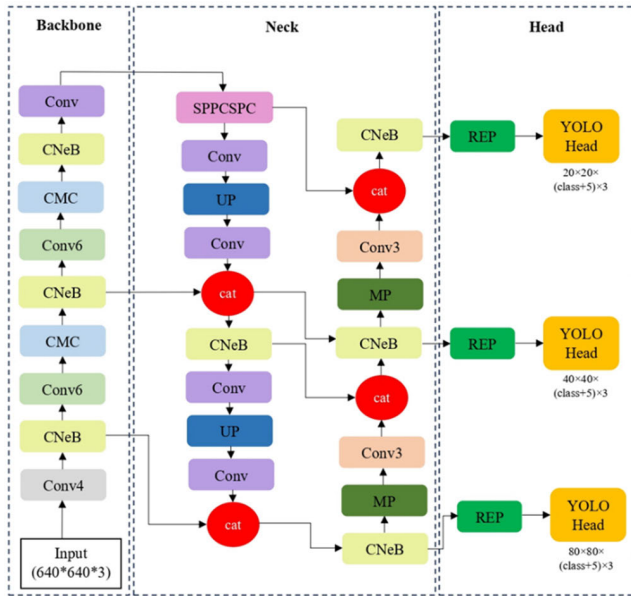 Backbone
Neck
Head
Conv
CNeB
CMC
Conv6
CNeB
CMC
Conv6
CNeB
Conv4
Input
(640*640*3)
SPPCSPC
Conv
UP
Conv
cat
CNeB
Conv
UP
Conv
cat
CNeB
cat
Conv3
MP
CNeB
cat
Conv3
MP
CNeB
REP
YOLO
Head
20×20×
(class+5)×3
REP
YOLO
Head
40×40×
(class+5)×3
REP
YOLO
Head
80×80×
(class+5)×3